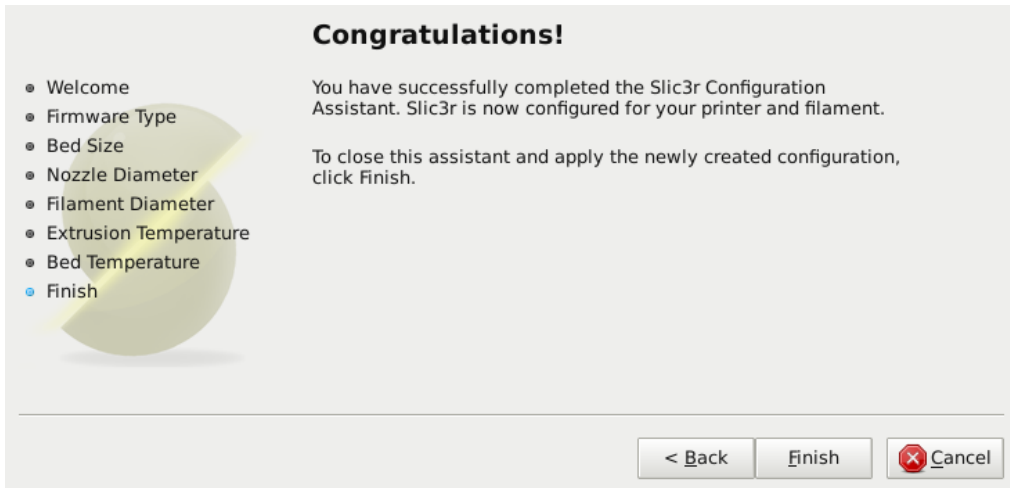 Congratulations!
Welcome
Firmware Type
Bed Size
Nozzle Diameter
Filament Diameter
Extrusion Temperature
Bed Temperature
Finish
You have successfully completed the Slic3r Configuration
Assistant. Slic3r is now configured for your printer and filament.
To close this assistant and apply the newly created configuration,
click Finish.
< Back
Finish
Cancel